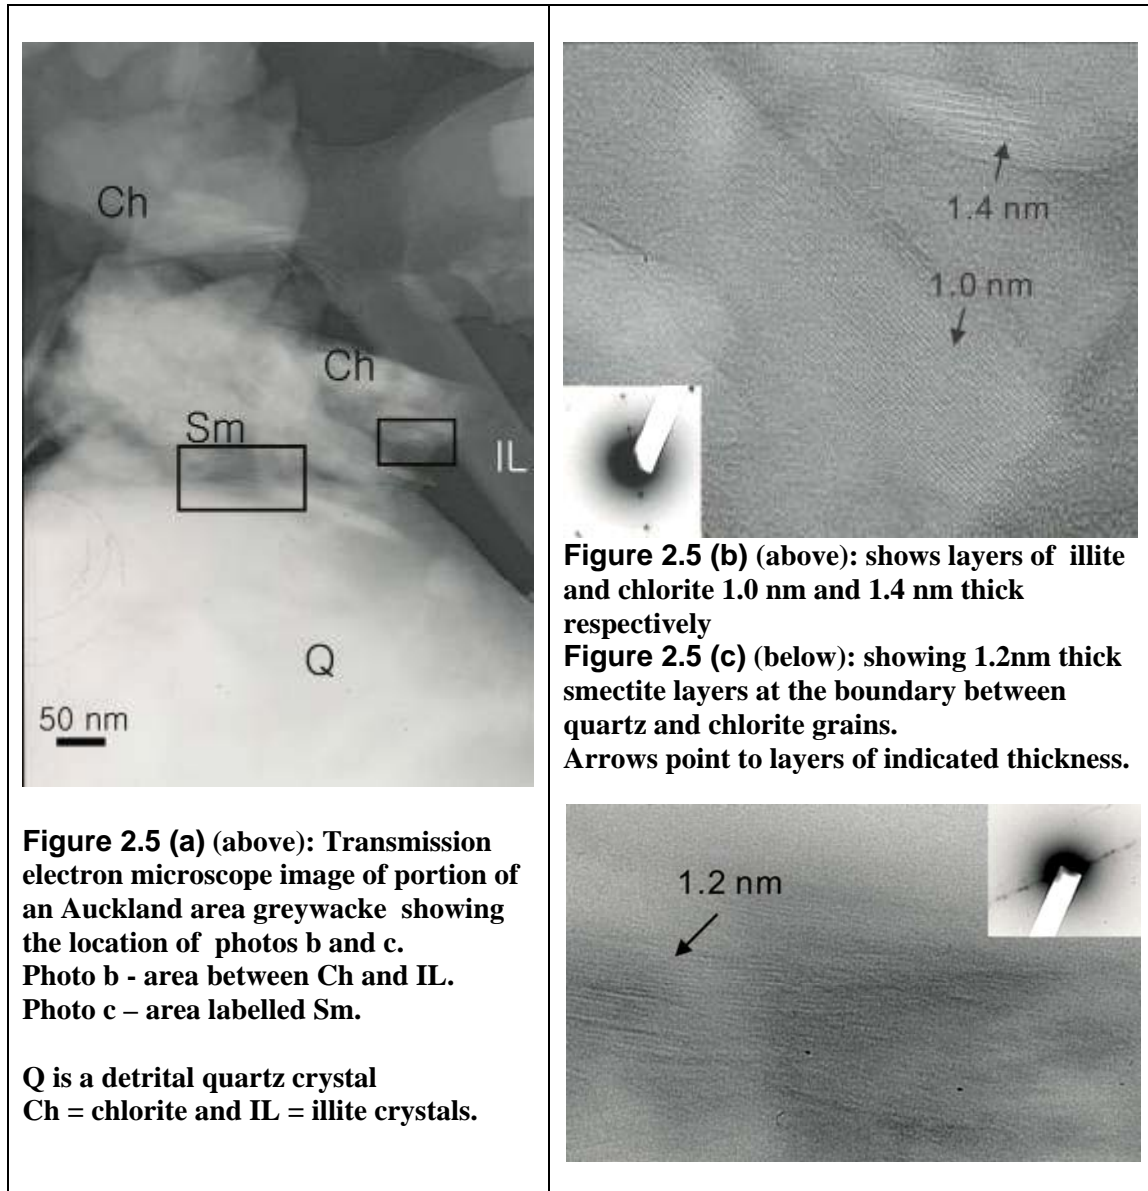 Ch
Ch
Sm
IL
Q
50 nm
Figure 2.5 (a) (above): Transmission
electron microscope image of portion of
an Auckland area greywacke showing
the location of photos b and c.
Photo b - area between Ch and IL.
Photo c – area labelled Sm.
Q is a detrital quartz crystal
Ch = chlorite and IL = illite crystals.
1.4 nm
1.0 nm
Figure 2.5 (b) (above): shows layers of illite
and chlorite 1.0 nm and 1.4 nm thick
respectively
Figure 2.5 (c) (below): showing 1.2nm thick
smectite layers at the boundary between
quartz and chlorite grains.
Arrows point to layers of indicated thickness.
1.2 nm